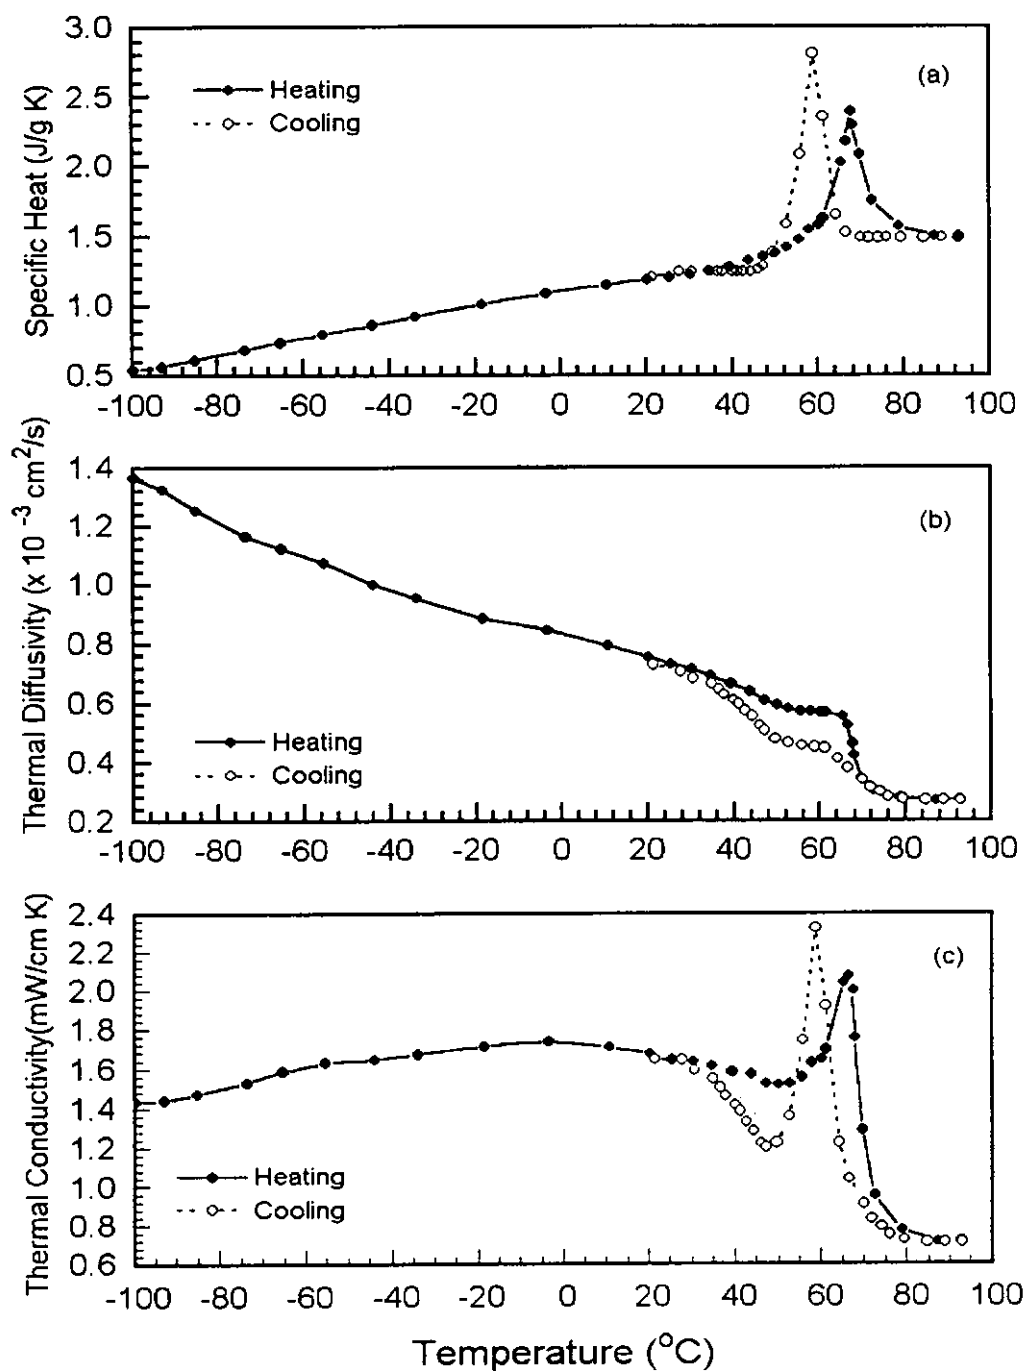 3.0
(a)
Heating
2.5
Cooling
2.0
1.5
1.0
0.5
Specific Heat (J/g K)
-100 -80 -60 -40 -20 0 20 40 60 80 100
1.4
(b)
1.2
1.0
0.8
0.6
Heating
0.4
Cooling
0.2
Thermal Diffusivity (x 10 -3 cm2/s)
-100 -80 -60 -40 -20 0 20 40 60 80 100
2.4
2.2
(c)
2.0
1.8
1.6
1.4
1.2
Heating
1.0
Cooling
0.8
0.6
Thermal Conductivity(mW/cm K)
-100 -80 -60 -40 -20 0 20 40 60 80 100
Temperature (°C)